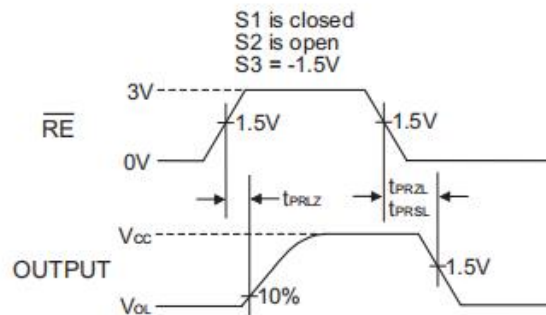 S1 is closed
S2 is open
S3 = -1.5V
3V
RE
1.5V
1.5V
0V
tPRLZ
tPRZL
tPRSL
VCC
OUTPUT
1.5V
10%
VOL